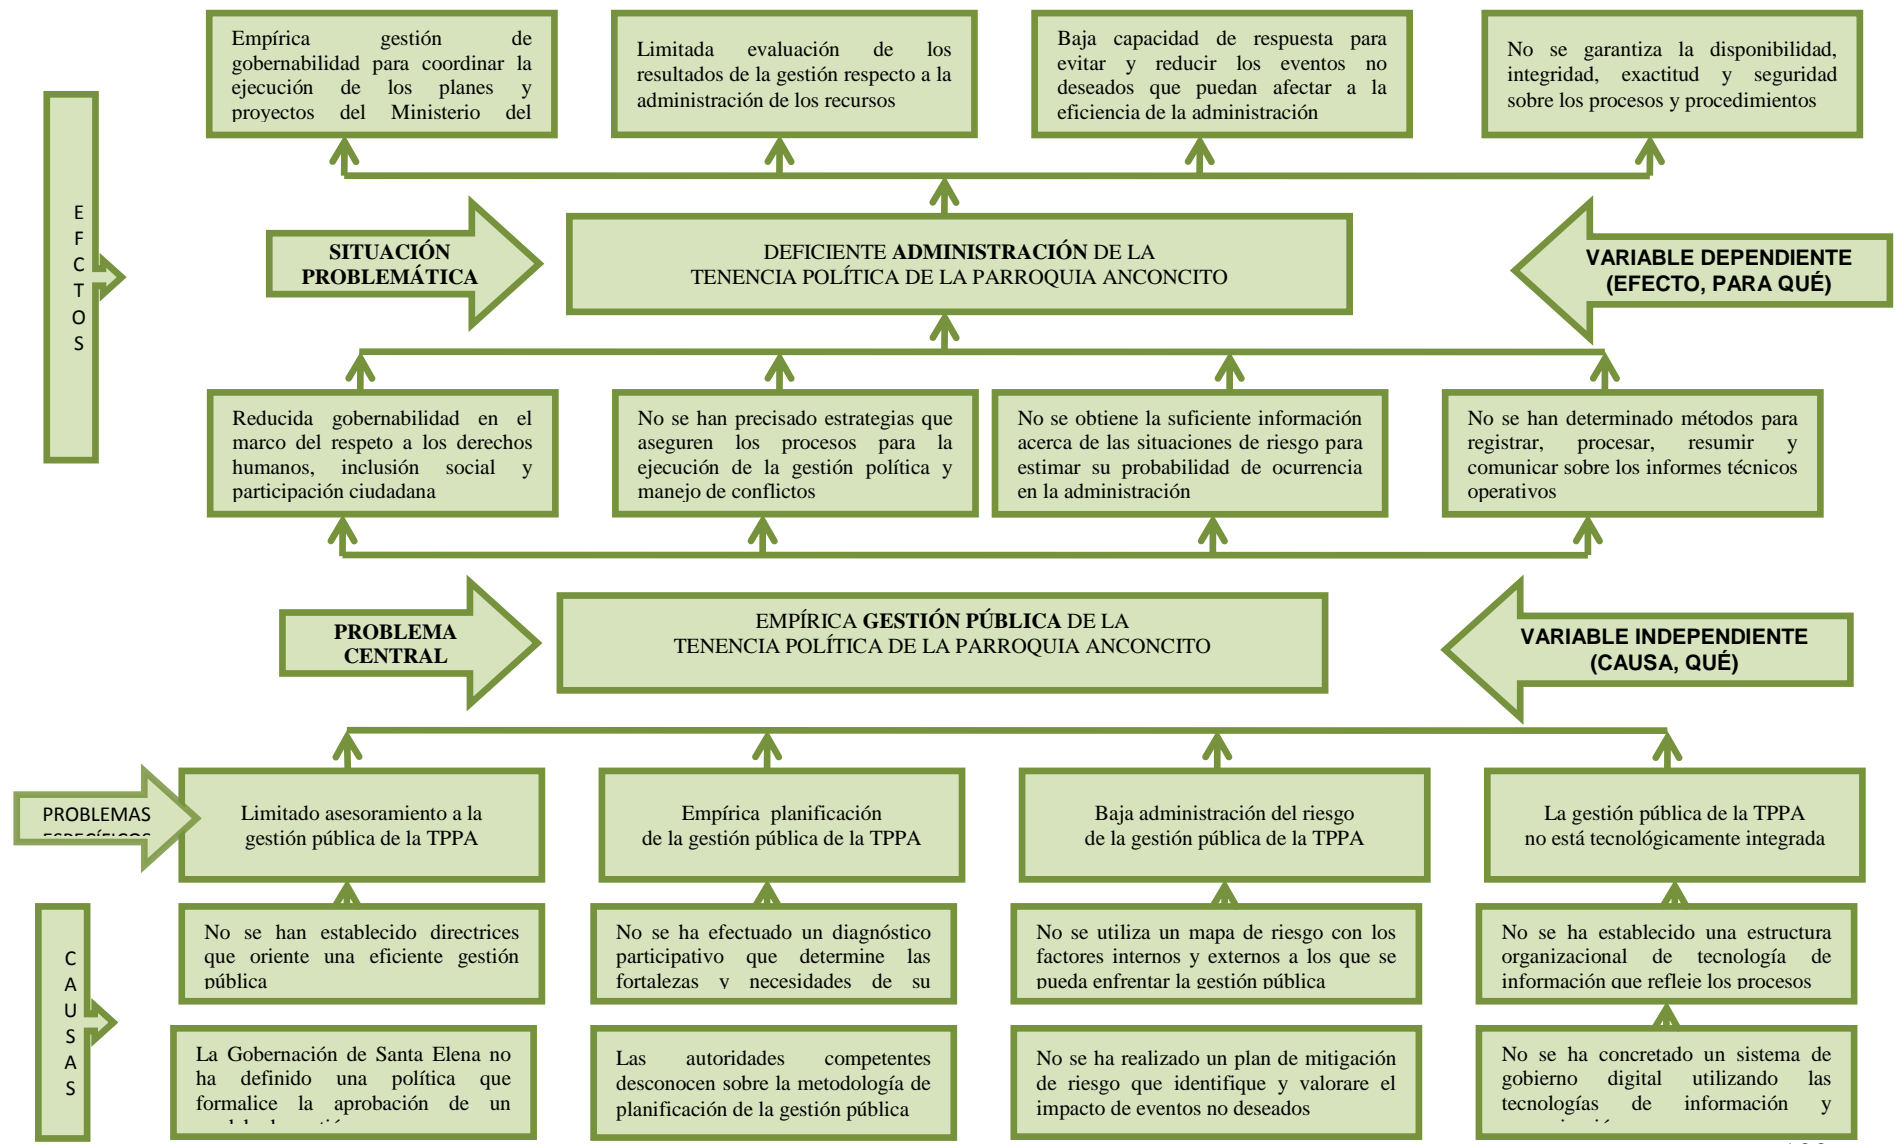 Empírica gestión de
gobernabilidad para coordinar la
ejecución de los planes y
proyectos del Ministerio del
Limitada evaluación de los
resultados de la gestión respecto a la
administración de los recursos
Baja capacidad de respuesta para
evitar y reducir los eventos no
deseados que puedan afectar a la
eficiencia de la administración
No se garantiza la disponibilidad,
integridad, exactitud y seguridad
sobre los procesos y procedimientos
E
F
C
T
O
S
SITUACIÓN
PROBLEMÁTICA
DEFICIENTE ADMINISTRACIÓN DE LA
TENENCIA POLÍTICA DE LA PARROQUIA ANCONCITO
VARIABLE DEPENDIENTE
(EFECTO, PARA QUÉ)
Reducida gobernabilidad en el
marco del respeto a los derechos
humanos, inclusión social y
participación ciudadana
No se han precisado estrategias que
aseguren los procesos para la
ejecución de la gestión política y
manejo de conflictos
No se obtiene la suficiente información
acerca de las situaciones de riesgo para
estimar su probabilidad de ocurrencia
en la administración
No se han determinado métodos para
registrar, procesar, resumir y
comunicar sobre los informes técnicos
operativos
PROBLEMA
CENTRAL
EMPÍRICA GESTIÓN PÚBLICA DE LA
TENENCIA POLÍTICA DE LA PARROQUIA ANCONCITO
VARIABLE INDEPENDIENTE
(CAUSA, QUÉ)
PROBLEMAS
ESPECÍFICOS
Limitado asesoramiento a la
gestión pública de la TPPA
Empírica planificación
de la gestión pública de la TPPA
Baja administración del riesgo
de la gestión pública de la TPPA
La gestión pública de la TPPA
no está tecnológicamente integrada
C
A
U
S
A
S
No se han establecido directrices
que oriente una eficiente gestión
pública
No se ha efectuado un diagnóstico
participativo que determine las
fortalezas y necesidades de su
No se utiliza un mapa de riesgo con los
factores internos y externos a los que se
pueda enfrentar la gestión pública
No se ha establecido una estructura
organizacional de tecnología de
información que refleje los procesos
La Gobernación de Santa Elena no
ha definido una política que
formalice la aprobación de un
Las autoridades competentes
desconocen sobre la metodología de
planificación de la gestión pública
No se ha realizado un plan de mitigación
de riesgo que identifique y valorare el
impacto de eventos no deseados
No se ha concretado un sistema de
gobierno digital utilizando las
tecnologías de información y